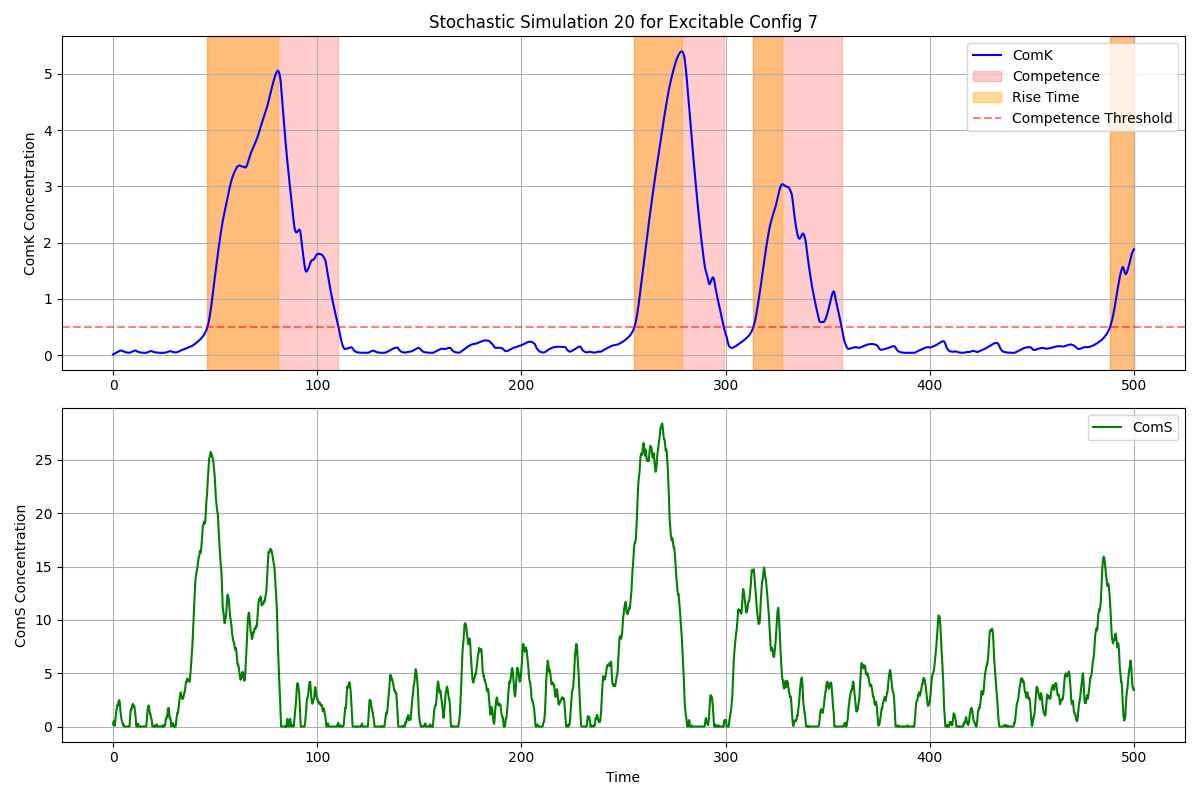 Stochastic Simulation 20 for Excitable Config 7
ComK Concentration
5
4
3
2
1
0
ComK
Competence
Rise Time
Competence Threshold
0 100 200 300 400 500
ComS Concentration
25
20
15
10
5
0
ComS
0 100 200 300 400 500
Time